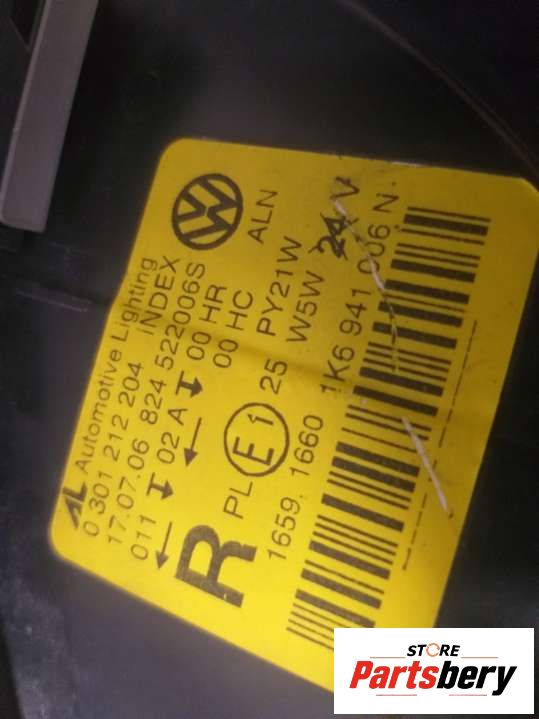 AL Automotive Lighting
0 301 212 204 INDEX
17.07.06 824 522006S
011 02 A 00 HR
00 HC
ALN
R
PL E1 25 PY21W
W5W 24 V
1659. 1660 1K6 941 006 N.
STORE
Partsbery